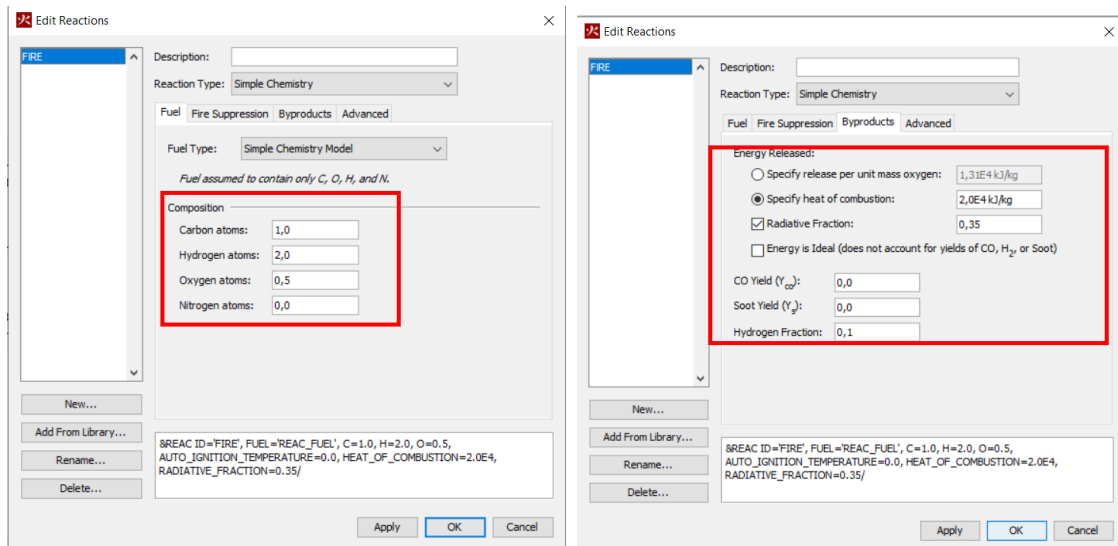 Edit Reactions
FIRE
Description:
Reaction Type: Simple Chemistry
Fuel Fire Suppression Byproducts Advanced
Fuel Type: Simple Chemistry Model
Fuel assumed to contain only C, O, H, and N.
Composition
Carbon atoms: 1,0
Hydrogen atoms: 2,0
Oxygen atoms: 0,5
Nitrogen atoms: 0,0
New...
Add From Library...
Rename...
Delete...
&REAC ID='FIRE', FUEL='REAC_FUEL', C=1.0, H=2.0, O=0.5,
AUTO_IGNITION_TEMPERATURE=0.0, HEAT_OF_COMBUSTION=2.0E4,
RADIATIVE_FRACTION=0.35/
Apply OK Cancel
Edit Reactions
FIRE
Description:
Reaction Type: Simple Chemistry
Fuel Fire Suppression Byproducts Advanced
Energy Released:
Specify release per unit mass oxygen: 1,31E4 kJ/kg
Specify heat of combustion: 2,0E4 kJ/kg
Radiative Fraction: 0,35
Energy is Ideal (does not account for yields of CO, H2, or Soot)
CO Yield (Yco): 0,0
Soot Yield (Ys): 0,0
Hydrogen Fraction: 0,1
New...
Add From Library...
Rename...
Delete...
&REAC ID='FIRE', FUEL='REAC_FUEL', C=1.0, H=2.0, O=0.5,
AUTO_IGNITION_TEMPERATURE=0.0, HEAT_OF_COMBUSTION=2.0E4,
RADIATIVE_FRACTION=0.35/
Apply OK Cancel